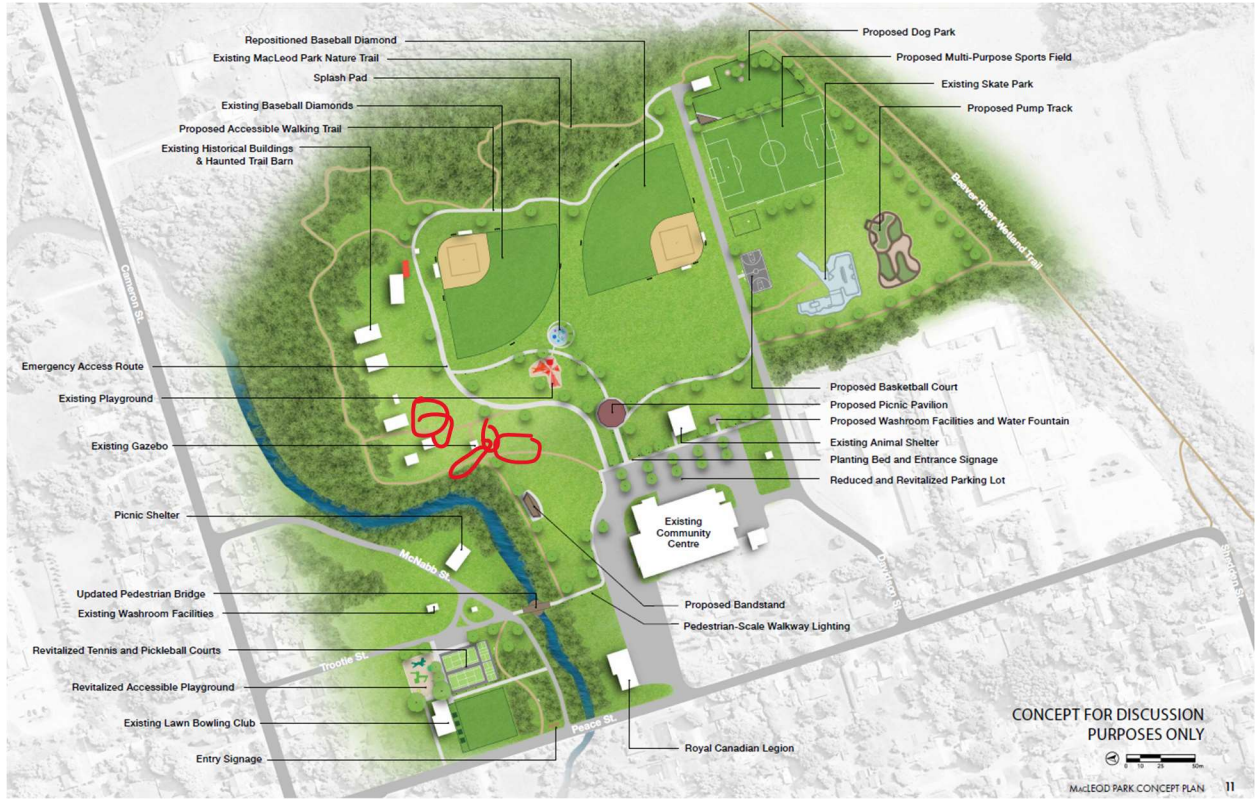 Repositioned Baseball Diamond
Existing MacLeod Park Nature Trail
Splash Pad
Existing Baseball Diamonds
Proposed Accessible Walking Trail
Existing Historical Buildings
& Haunted Trail Barn
Proposed Dog Park
Proposed Multi-Purpose Sports Field
Existing Skate Park
Proposed Pump Track
Beaver River Wetland Trail
Cameron St.
Emergency Access Route
Existing Playground
Existing Gazebo
Picnic Shelter
McNabb St.
Updated Pedestrian Bridge
Existing Washroom Facilities
Revitalized Tennis and Pickleball Courts
Trootie St.
Revitalized Accessible Playground
Existing Lawn Bowling Club
Entry Signage
Peace St.
Proposed Basketball Court
Proposed Picnic Pavilion
Proposed Washroom Facilities and Water Fountain
Existing Animal Shelter
Planting Bed and Entrance Signage
Reduced and Revitalized Parking Lot
Existing
Community
Centre
Proposed Bandstand
Pedestrian-Scale Walkway Lighting
Royal Canadian Legion
St.
St.
CONCEPT FOR DISCUSSION
PURPOSES ONLY
0 10 25 50m
MACLEOD PARK CONCEPT PLAN 11